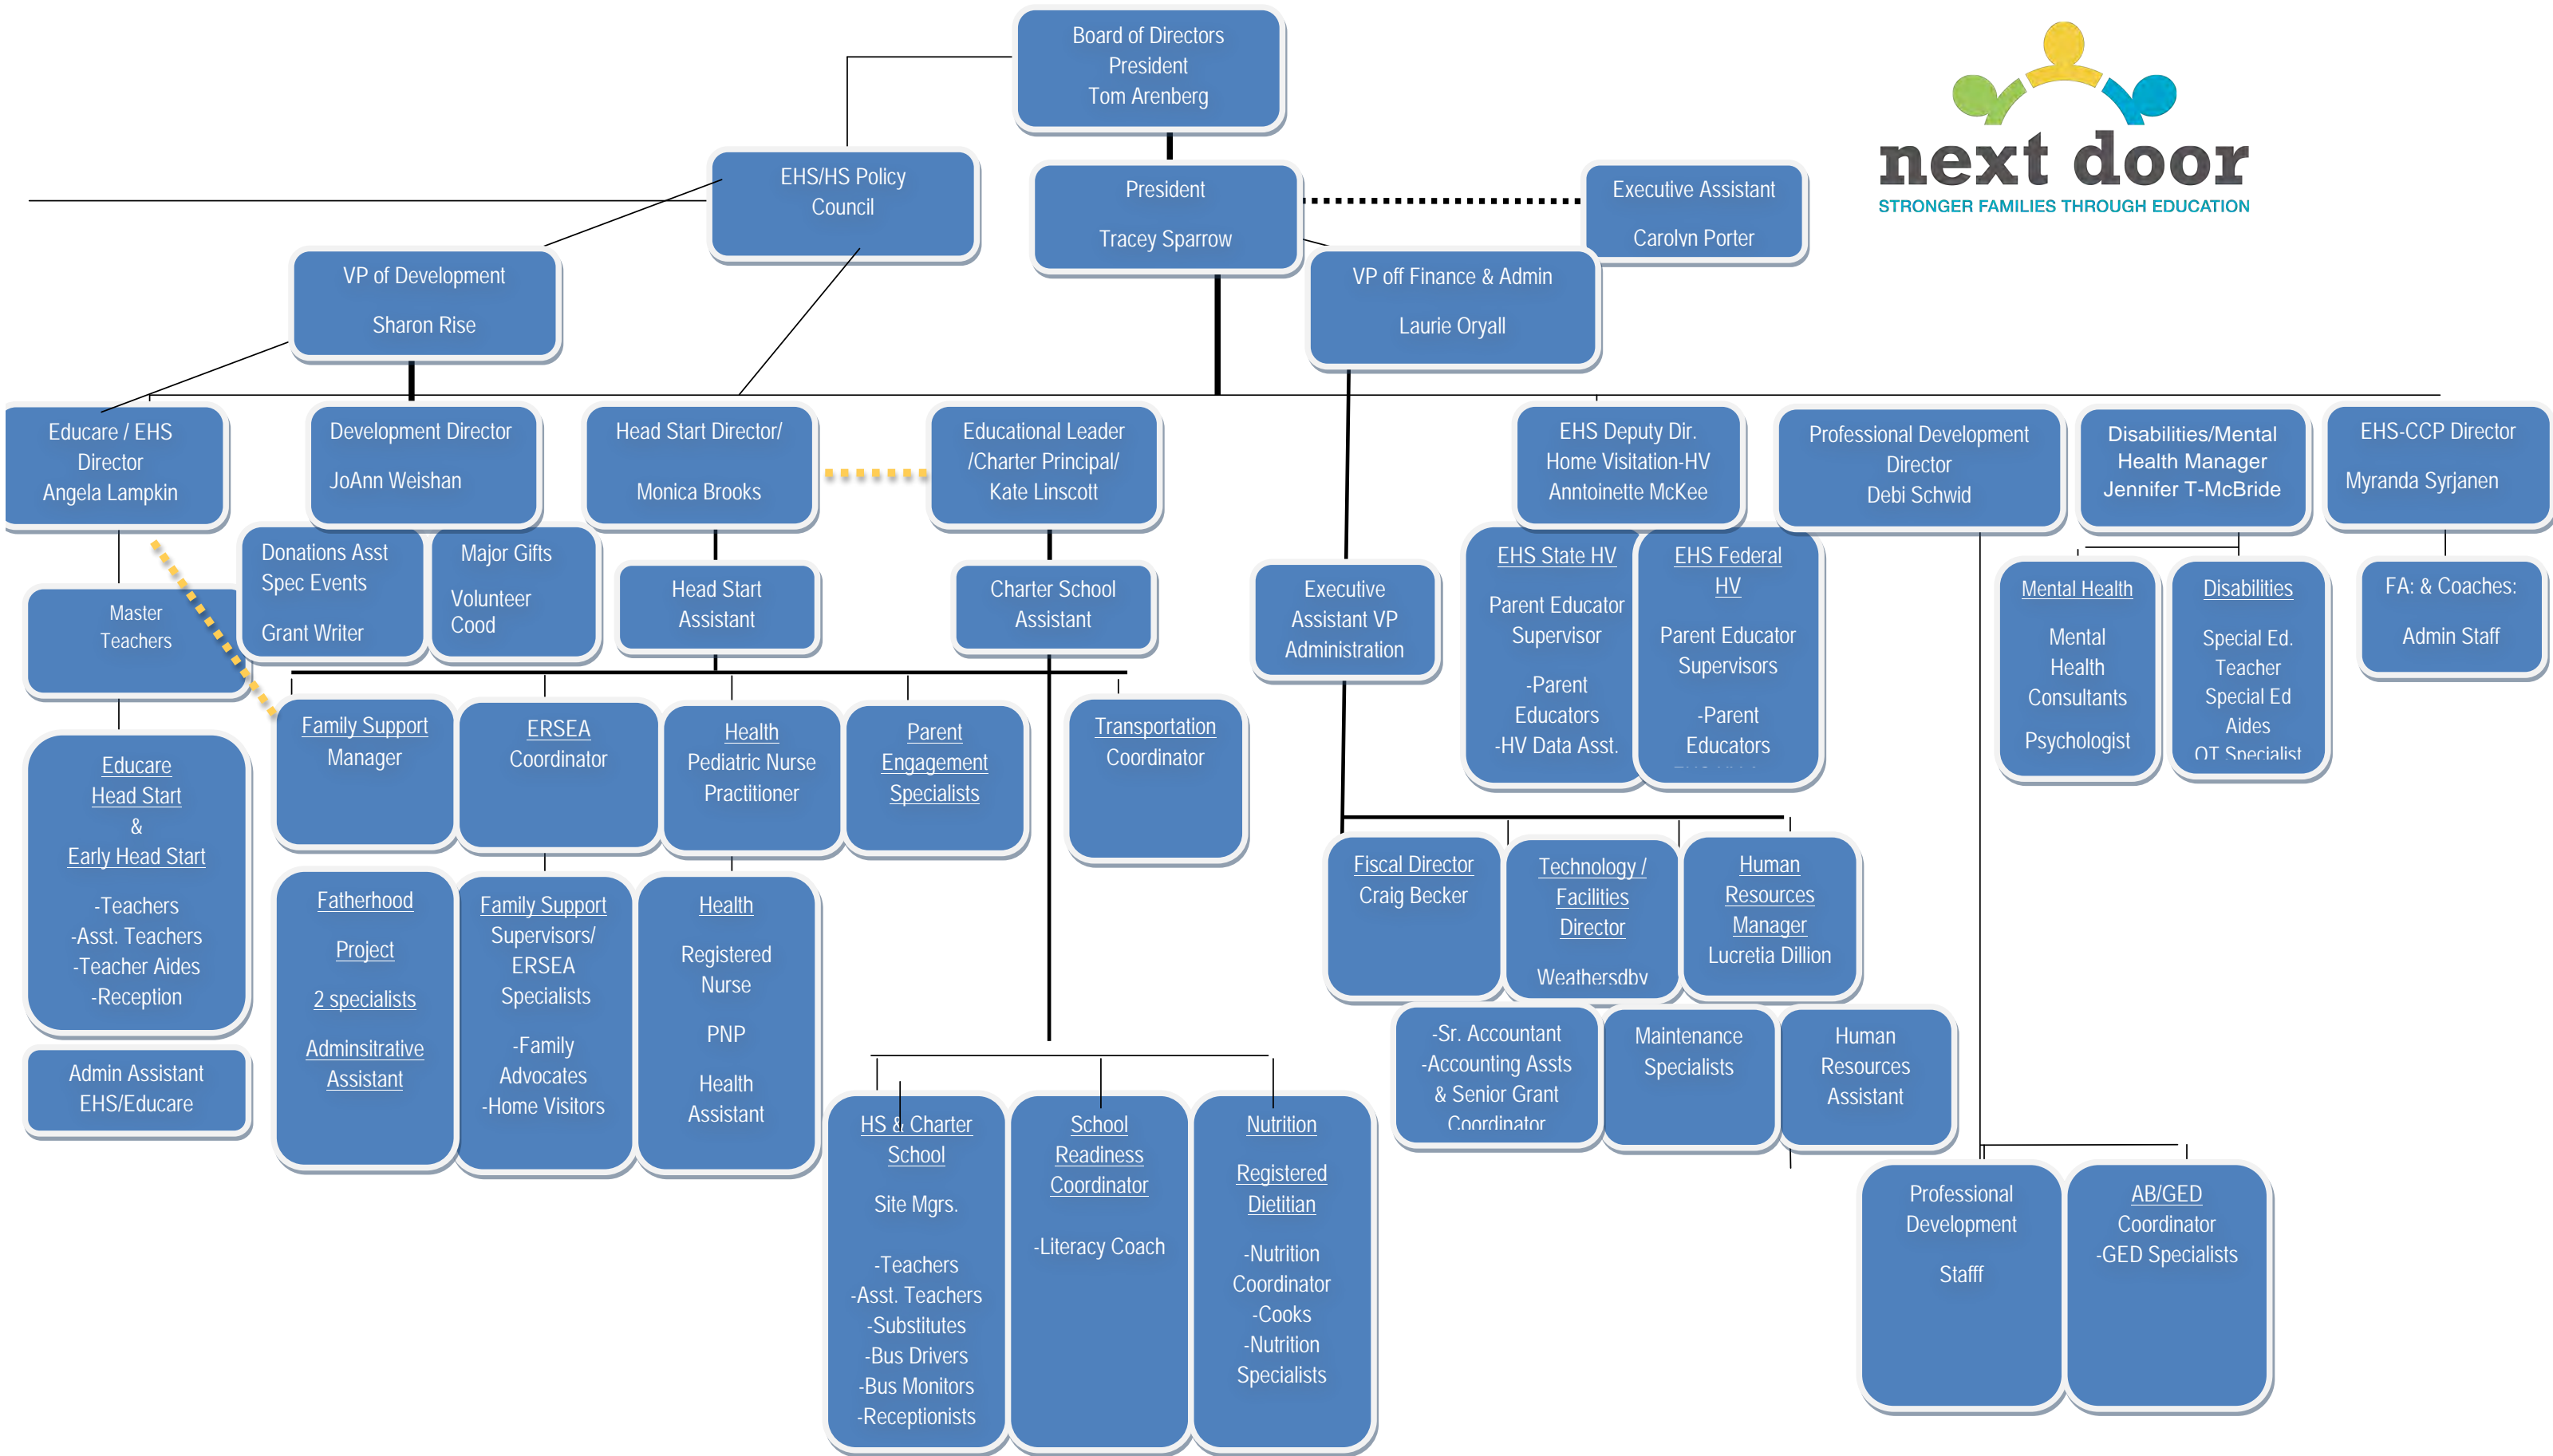 Board of Directors
President
Tom Arenberg
next door
STRONGER FAMILIES THROUGH EDUCATION
EHS/HS Policy
Council
President
Tracey Sparrow
Executive Assistant
Carolyn Porter
VP of Development
Sharon Rise
VP off Finance & Admin
Laurie Oryall
Educare / EHS
Director
Angela Lampkin
Development Director
JoAnn Weishan
Head Start Director/
Monica Brooks
Educational Leader
/Charter Principal/
Kate Linscott
EHS Deputy Dir.
Home Visitation-HV
Anntoinette McKee
Professional Development
Director
Debi Schwid
Disabilities/Mental
Health Manager
Jennifer T-McBride
EHS-CCP Director
Myranda Syrjanen
Master
Teachers
Donations Asst
Spec Events
Grant Writer
Major Gifts
Volunteer
Cood
Head Start
Assistant
Charter School
Assistant
Executive
Assistant VP
Administration
EHS State HV
Parent Educator
Supervisor
-Parent
Educators
-HV Data Asst.
EHS Federal
HV
Parent Educator
Supervisors
-Parent
Educators
Mental Health
Mental
Health
Consultants
Psychologist
Disabilities
Special Ed.
Teacher
Special Ed
Aides
OT Specialist
FA: & Coaches:
Admin Staff
Educare
Head Start
&
Early Head Start
-Teachers
-Asst. Teachers
-Teacher Aides
-Reception
Family Support
Manager
ERSEA
Coordinator
Health
Pediatric Nurse
Practitioner
Parent
Engagement
Specialists
Transportation
Coordinator
Fatherhood
Project
2 specialists
Adminsitrative
Assistant
Family Support
Supervisors/
ERSEA
Specialists
-Family
Advocates
-Home Visitors
Health
Registered
Nurse
PNP
Health
Assistant
Fiscal Director
Craig Becker
Technology /
Facilities
Director
Weathersdby
Human
Resources
Manager
Lucretia Dillion
Admin Assistant
EHS/Educare
-Sr. Accountant
-Accounting Assts
& Senior Grant
Coordinator
Maintenance
Specialists
Human
Resources
Assistant
HS & Charter
School
Site Mgrs.
-Teachers
-Asst. Teachers
-Substitutes
-Bus Drivers
-Bus Monitors
-Receptionists
School
Readiness
Coordinator
-Literacy Coach
Nutrition
Registered
Dietitian
-Nutrition
Coordinator
-Cooks
-Nutrition
Specialists
Professional
Development
Stafff
AB/GED
Coordinator
-GED Specialists